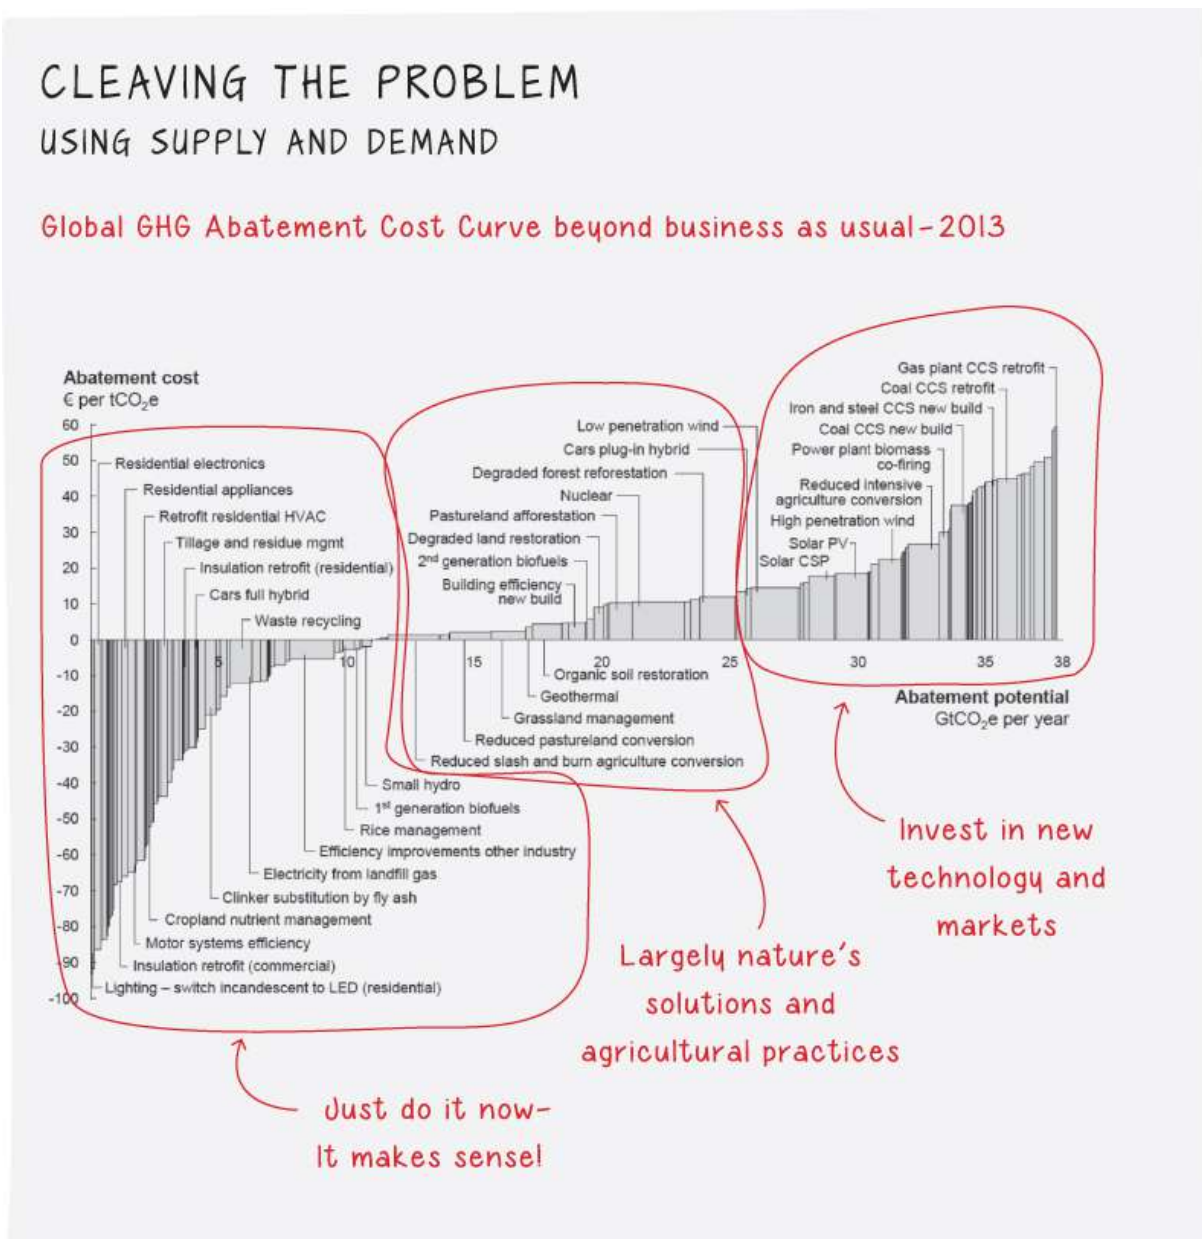 CLEAVING THE PROBLEM
USING SUPPLY AND DEMAND
Global GHG Abatement Cost Curve beyond business as usual – 2013
Abatement cost
€ per tCO₂e
60
50
40
30
20
10
0
-10
-20
-30
-40
-50
-60
-70
-80
-90
-100
Residential electronics
Residential appliances
Retrofit residential HVAC
Tillage and residue mgmt
Insulation retrofit (residential)
Cars full hybrid
Waste recycling
Low penetration wind
Cars plug-in hybrid
Degraded forest reforestation
Nuclear
Pastureland afforestation
Degraded land restoration
2nd generation biofuels
Building efficiency
new build
Gas plant CCS retrofit
Coal CCS retrofit
Iron and steel CCS new build
Coal CCS new build
Power plant biomass
co-firing
Reduced intensive
agriculture conversion
High penetration wind
Solar PV
Solar CSP
5 10 15 20 25 30 35 38
Abatement potential
GtCO₂e per year
Organic soil restoration
Geothermal
Grassland management
Reduced pastureland conversion
Reduced slash and burn agriculture conversion
Small hydro
1st generation biofuels
Rice management
Efficiency improvements other industry
Electricity from landfill gas
Clinker substitution by fly ash
Cropland nutrient management
Motor systems efficiency
Insulation retrofit (commercial)
Lighting – switch incandescent to LED (residential)
Invest in new
technology and
markets
Largely nature's
solutions and
agricultural practices
Just do it now–
It makes sense!